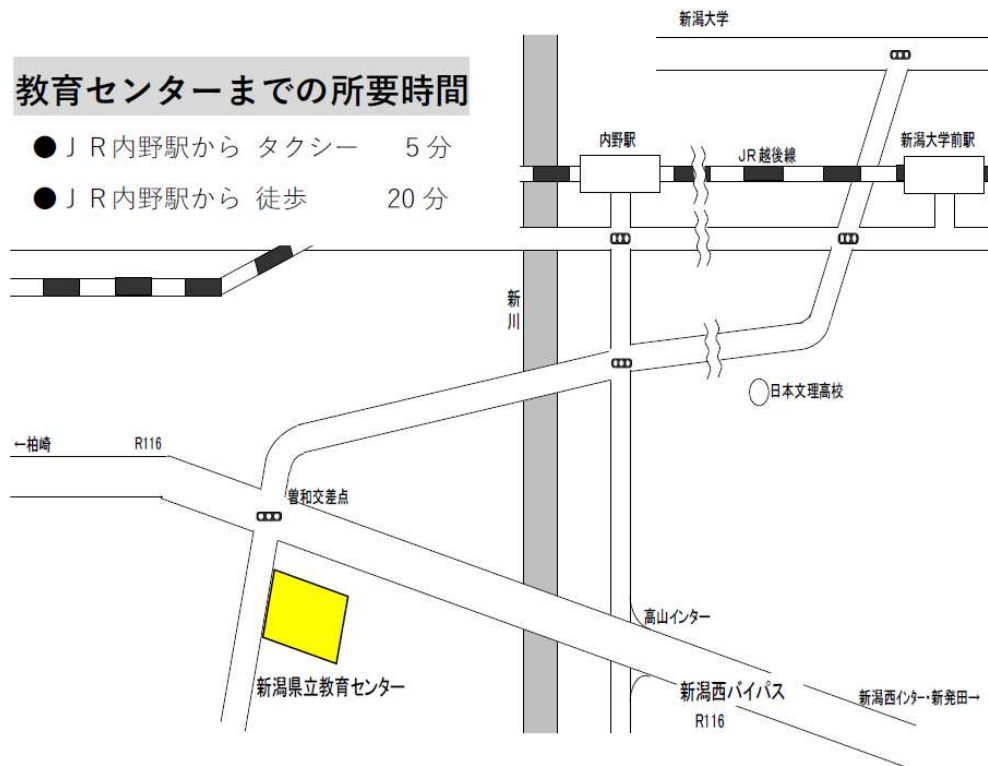 教育センターまでの所要時間
●ＪＲ内野駅から タクシー 5分
●ＪＲ内野駅から 徒歩 20分
新潟大学
内野駅
JR越後線
新潟大学前駅
新川
日本文理高校
←柏崎
R116
曽和交差点
高山インター
新潟県立教育センター
新潟西バイパス
R116
新潟西インター・新発田→